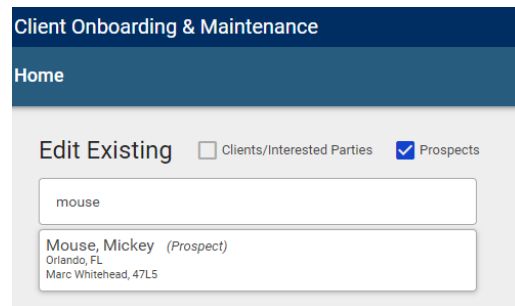 Client Onboarding & Maintenance
Home
Edit Existing Clients/Interested Parties Prospects
mouse
Mouse, Mickey (Prospect)
Orlando, FL
Marc Whitehead, 47L5